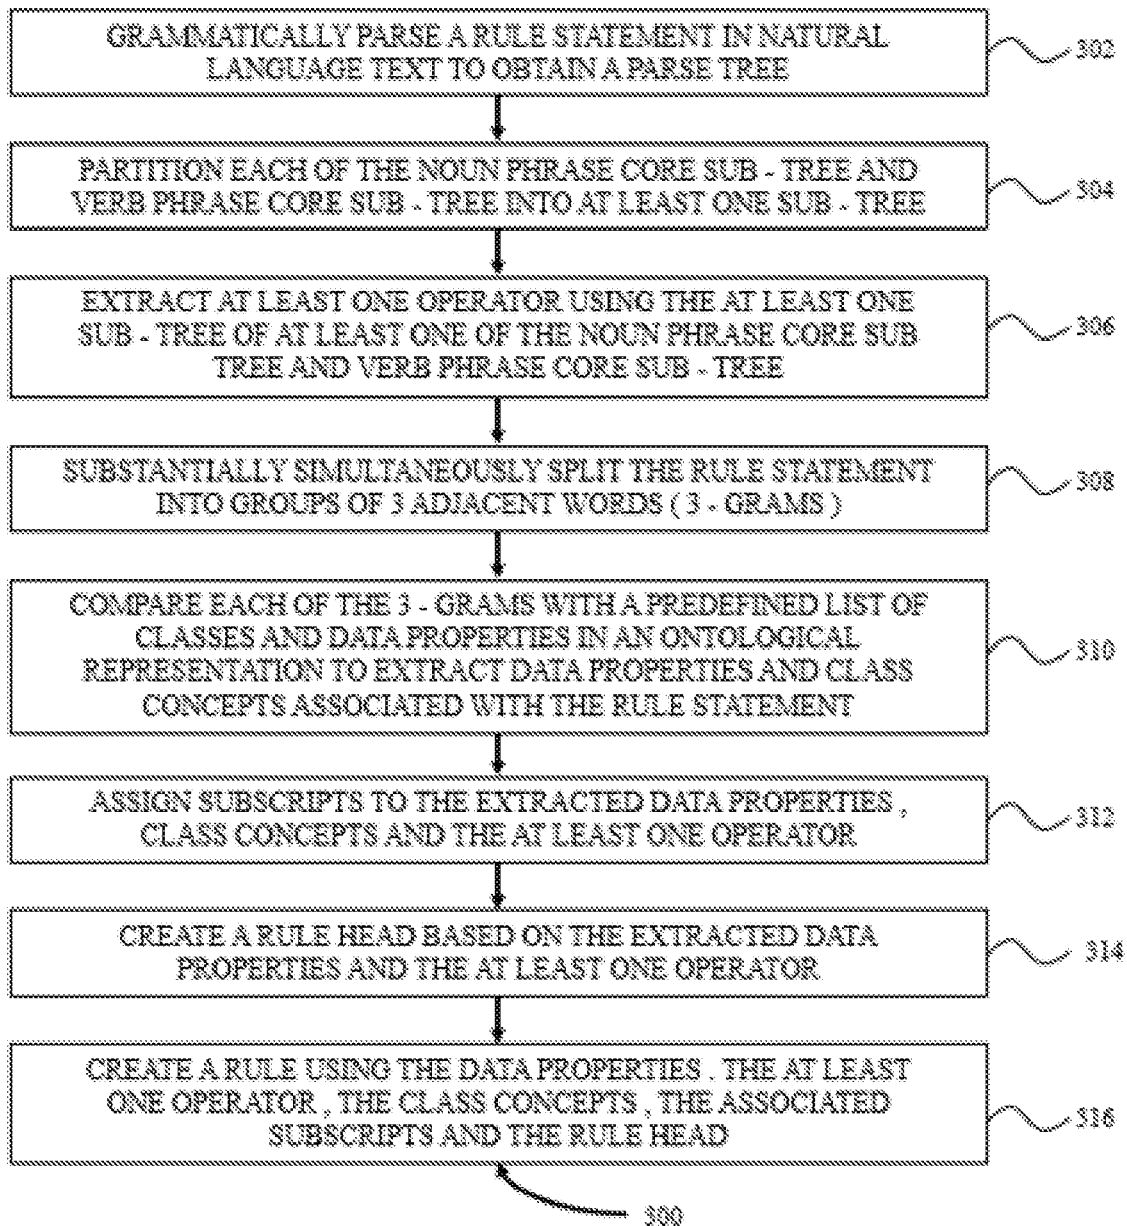 GRAMMATICALLY PARSE A RULE STATEMENT IN NATURAL
LANGUAGE TEXT TO OBTAIN A PARSE TREE
302
PARTITION EACH OF THE NOUN PHRASE CORE SUB - TREE AND
VERB PHRASE CORE SUB - TREE INTO AT LEAST ONE SUB - TREE
304
EXTRACT AT LEAST ONE OPERATOR USING THE AT LEAST ONE
SUB - TREE OF AT LEAST ONE OF THE NOUN PHRASE CORE SUB
TREE AND VERB PHRASE CORE SUB - TREE
306
SUBSTANTIALLY SIMULTANEOUSLY SPLIT THE RULE STATEMENT
INTO GROUPS OF 3 ADJACENT WORDS ( 3 - GRAMS )
308
COMPARE EACH OF THE 3 - GRAMS WITH A PREDEFINED LIST OF
CLASSES AND DATA PROPERTIES IN AN ONTOLOGICAL
REPRESENTATION TO EXTRACT DATA PROPERTIES AND CLASS
CONCEPTS ASSOCIATED WITH THE RULE STATEMENT
310
ASSIGN SUBSCRIPTS TO THE EXTRACTED DATA PROPERTIES ,
CLASS CONCEPTS AND THE AT LEAST ONE OPERATOR
312
CREATE A RULE HEAD BASED ON THE EXTRACTED DATA
PROPERTIES AND THE AT LEAST ONE OPERATOR
314
CREATE A RULE USING THE DATA PROPERTIES . THE AT LEAST
ONE OPERATOR , THE CLASS CONCEPTS , THE ASSOCIATED
SUBSCRIPTS AND THE RULE HEAD
316
300